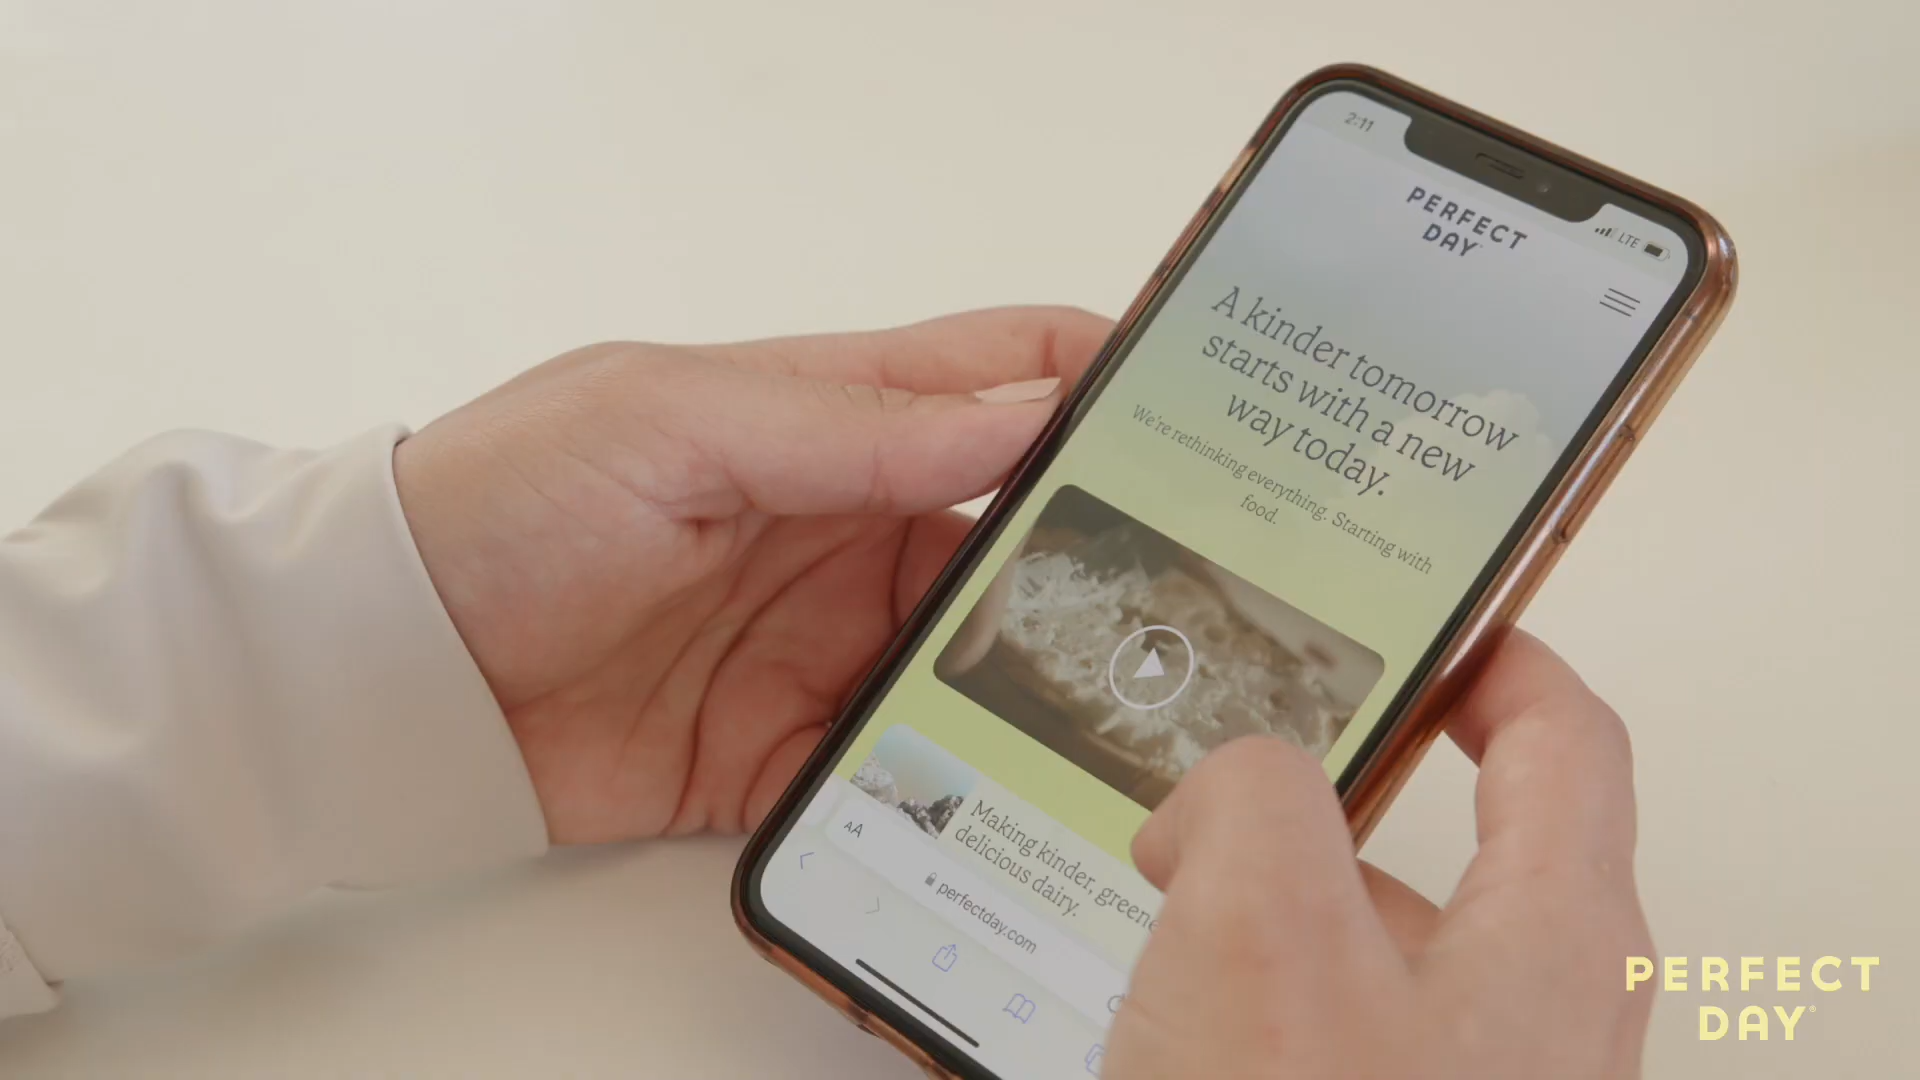 2:11
LTE
PERFECT
DAY
A kinder tomorrow
starts with a new
way today.
We're rethinking everything. Starting with
food.
Making kinder, greene
delicious dairy.
AA
perfectday.com
PERFECT
DAY®